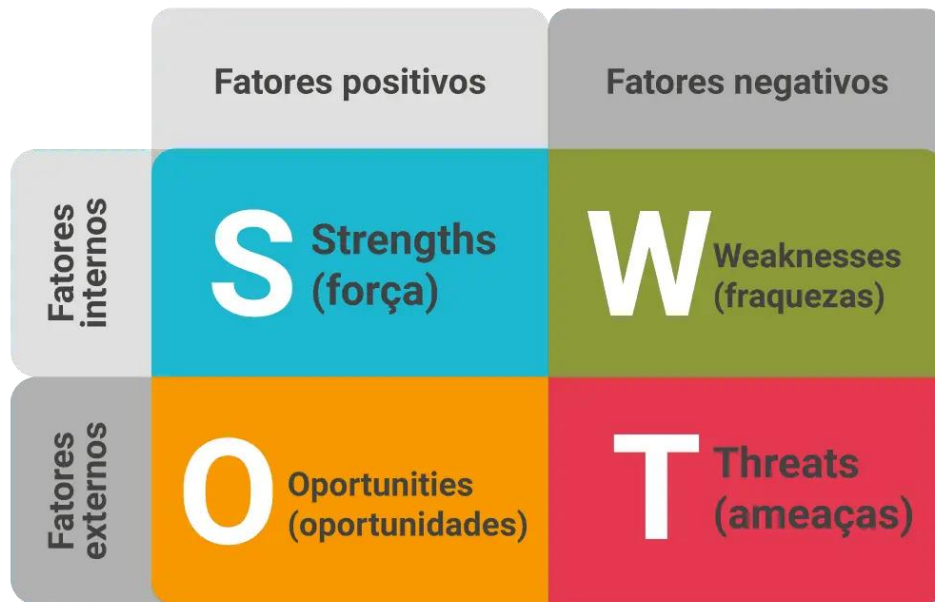 Fatores positivos
Fatores negativos
Fatores
internos
S
Strengths
(força)
W
Weaknesses
(fraquezas)
Fatores
externos
O
Oportunities
(oportunidades)
T
Threats
(ameaças)